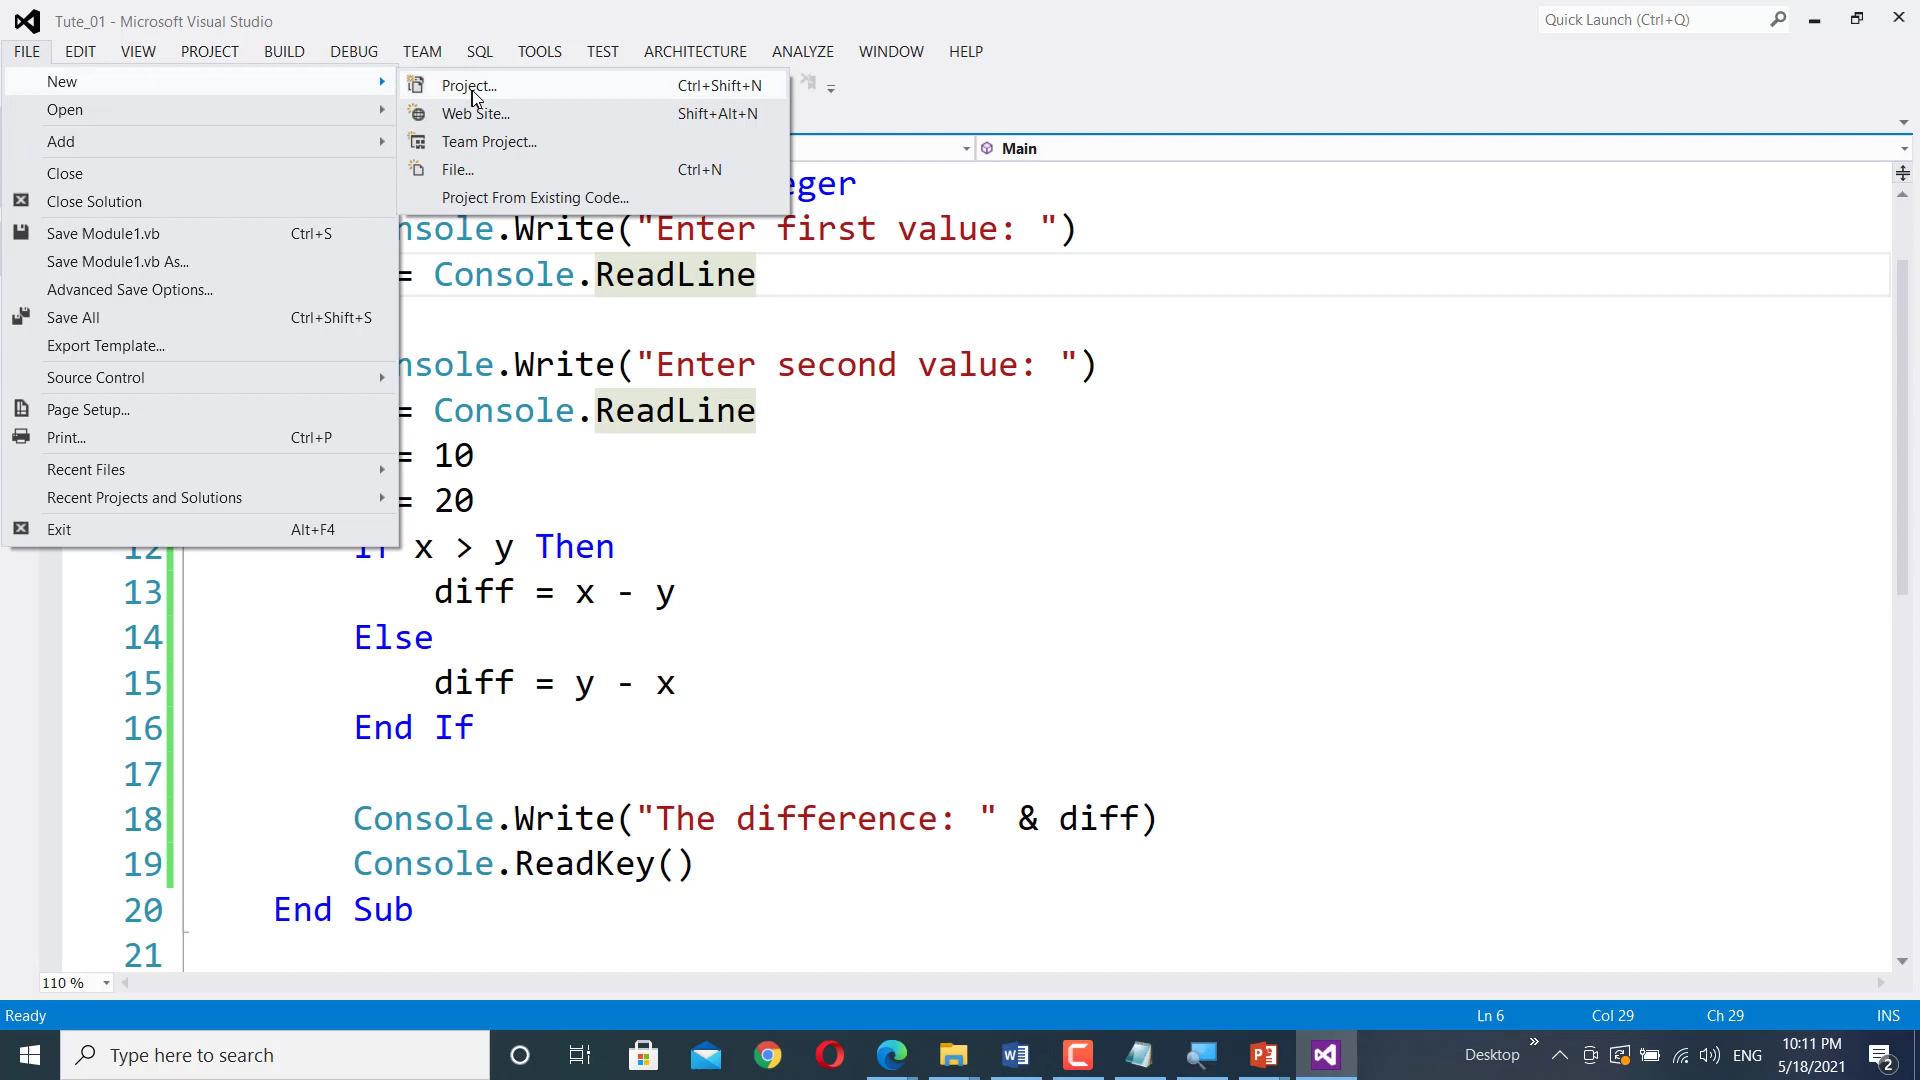 Tute_01 - Microsoft Visual Studio
Quick Launch (Ctrl+Q)
FILE EDIT VIEW PROJECT BUILD DEBUG TEAM SQL TOOLS TEST ARCHITECTURE ANALYZE WINDOW HELP
New
Open
Add
Close
Close Solution
Save Module1.vb Ctrl+S
Save Module1.vb As...
Advanced Save Options...
Save All Ctrl+Shift+S
Export Template...
Source Control
Page Setup...
Print... Ctrl+P
Recent Files
Recent Projects and Solutions
Exit Alt+F4
Project... Ctrl+Shift+N
Web Site... Shift+Alt+N
Team Project...
File... Ctrl+N
Project From Existing Code...
Main
eger
nsole.Write("Enter first value: ")
= Console.ReadLine
nsole.Write("Enter second value: ")
= Console.ReadLine
= 10
= 20
12 If x > y Then
13 diff = x - y
14 Else
15 diff = y - x
16 End If
17
18 Console.Write("The difference: " & diff)
19 Console.ReadKey()
20 End Sub
21
110 %
Ready Ln 6 Col 29 Ch 29 INS
Type here to search
Desktop
ENG
10:11 PM
5/18/2021
2